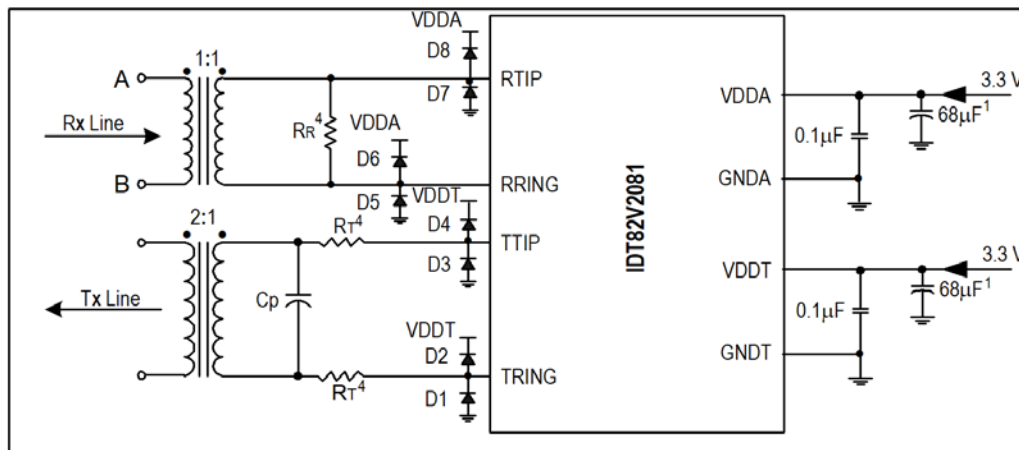 VDDA
D8
1:1
A
RTIP
D7
VDDA
3.3 V
Rx Line
RR4
VDDA
68µF1
0.1µF
D6
B
RRING
GNDA
D5
VDDT
2:1
RT4
D4
TTIP
IDT82V2081
D3
VDDT
3.3 V
Tx Line
Cp
68µF1
0.1µF
VDDT
D2
GNDT
TRING
RT4
D1